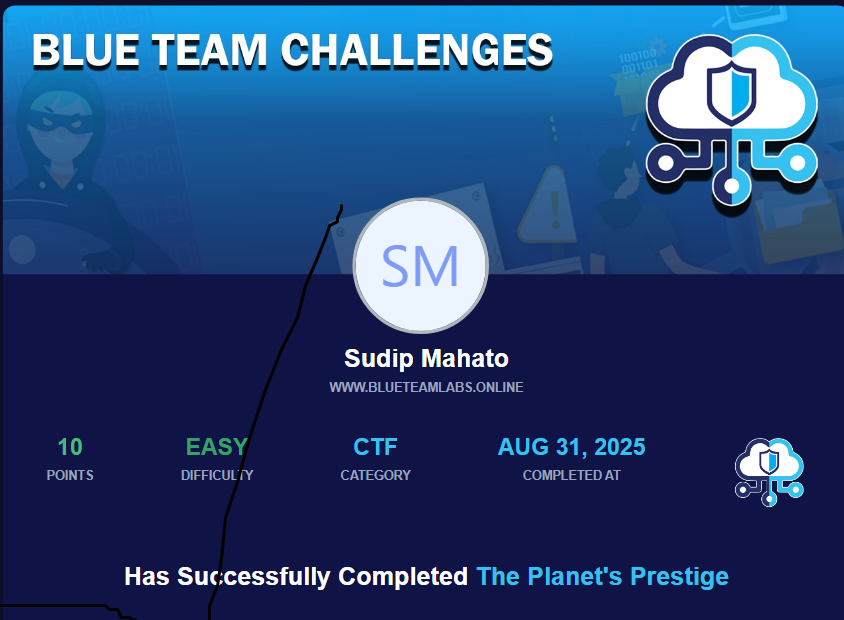 BLUE TEAM CHALLENGES
100100
001101
SM
Sudip Mahato
WWW.BLUETEAMLABS.ONLINE
10 EASY CTF AUG 31, 2025
POINTS DIFFICULTY CATEGORY COMPLETED AT
Has Successfully Completed The Planet's Prestige